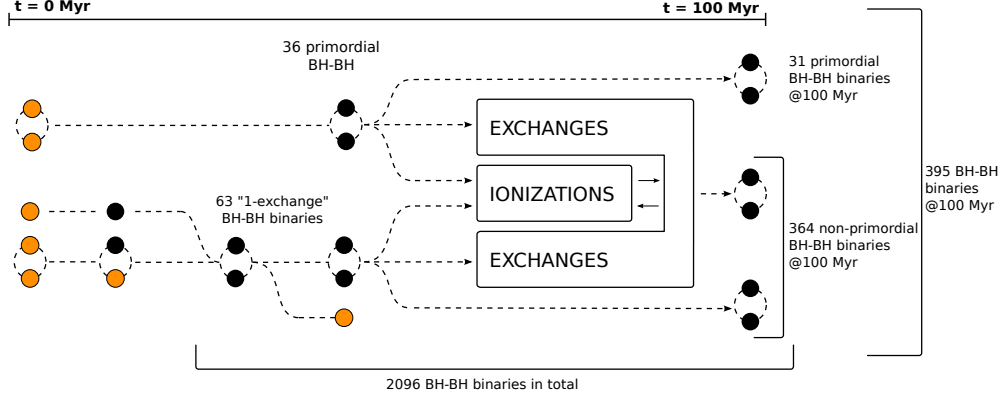 t = 0 Myr
t = 100 Myr
36 primordial
BH-BH
31 primordial
BH-BH binaries
@100 Myr
EXCHANGES
IONIZATIONS
EXCHANGES
63 "1-exchange"
BH-BH binaries
364 non-primordial
BH-BH binaries
@100 Myr
395 BH-BH
binaries
@100 Myr
2096 BH-BH binaries in total